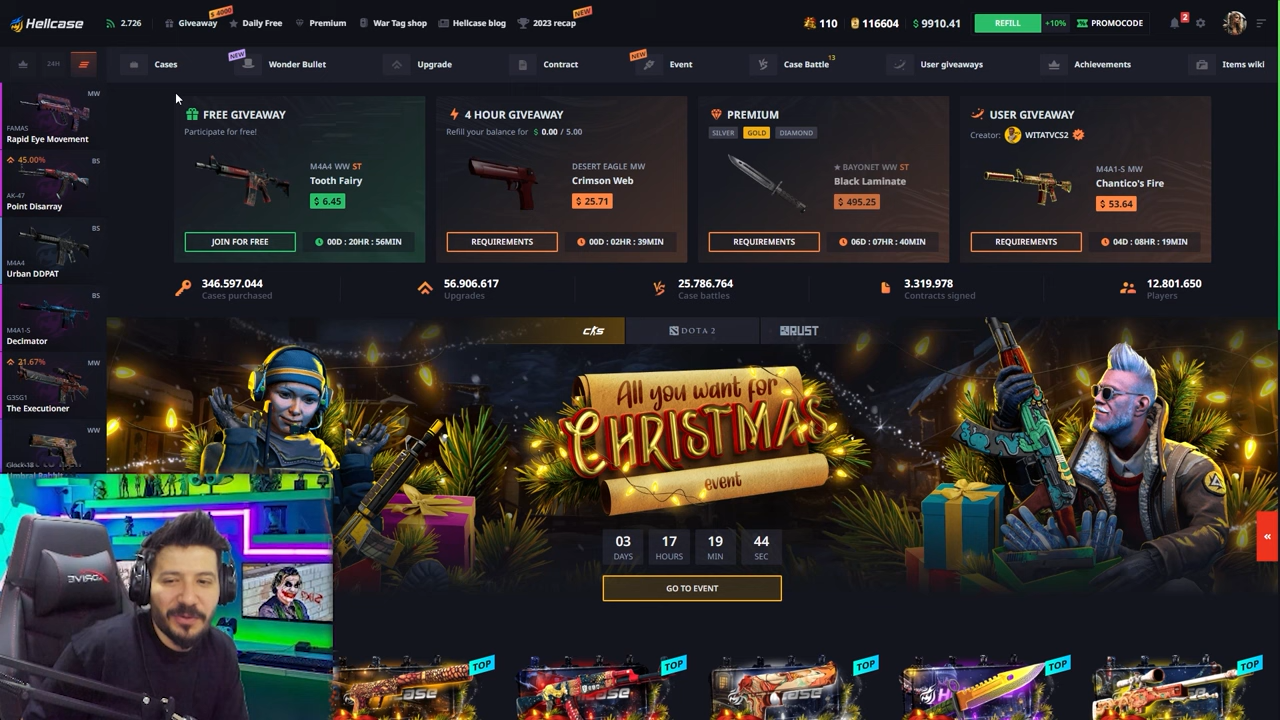 Hellcase
2.726
Giveaway
$ 4000
Daily Free
Premium
War Tag shop
Hellcase blog
2023 recap
NEW
110
116604
$ 9910.41
REFILL
+10%
PROMOCODE
2
24H
Cases
NEW
Wonder Bullet
Upgrade
Contract
NEW
Event
Case Battle
13
User giveaways
Achievements
Items wiki
MW
FAMAS
Rapid Eye Movement
45.00%
BS
AK-47
Point Disarray
BS
M4A4
Urban DDPAT
BS
M4A1-S
Decimator
21.67%
MW
G3SG1
The Executioner
WW
Glock-18
FREE GIVEAWAY
Participate for free!
M4A4 WW ST
Tooth Fairy
$ 6.45
JOIN FOR FREE
00D : 20HR : 56MIN
4 HOUR GIVEAWAY
Refill your balance for $ 0.00 / 5.00
DESERT EAGLE MW
Crimson Web
$ 25.71
REQUIREMENTS
00D : 02HR : 39MIN
PREMIUM
SILVER GOLD DIAMOND
★ BAYONET WW ST
Black Laminate
$ 495.25
REQUIREMENTS
06D : 07HR : 40MIN
USER GIVEAWAY
Creator: WITATVCS2
M4A1-S MW
Chantico's Fire
$ 53.64
REQUIREMENTS
04D : 08HR : 19MIN
346.597.044
Cases purchased
56.906.617
Upgrades
25.786.764
Case battles
3.319.978
Contracts signed
12.801.650
Players
DOTA 2
RUST
All you want for
CHRISTMAS
event
03 17 19 44
DAYS HOURS MIN SEC
GO TO EVENT
«
TOP
TOP
TOP
TOP
TOP